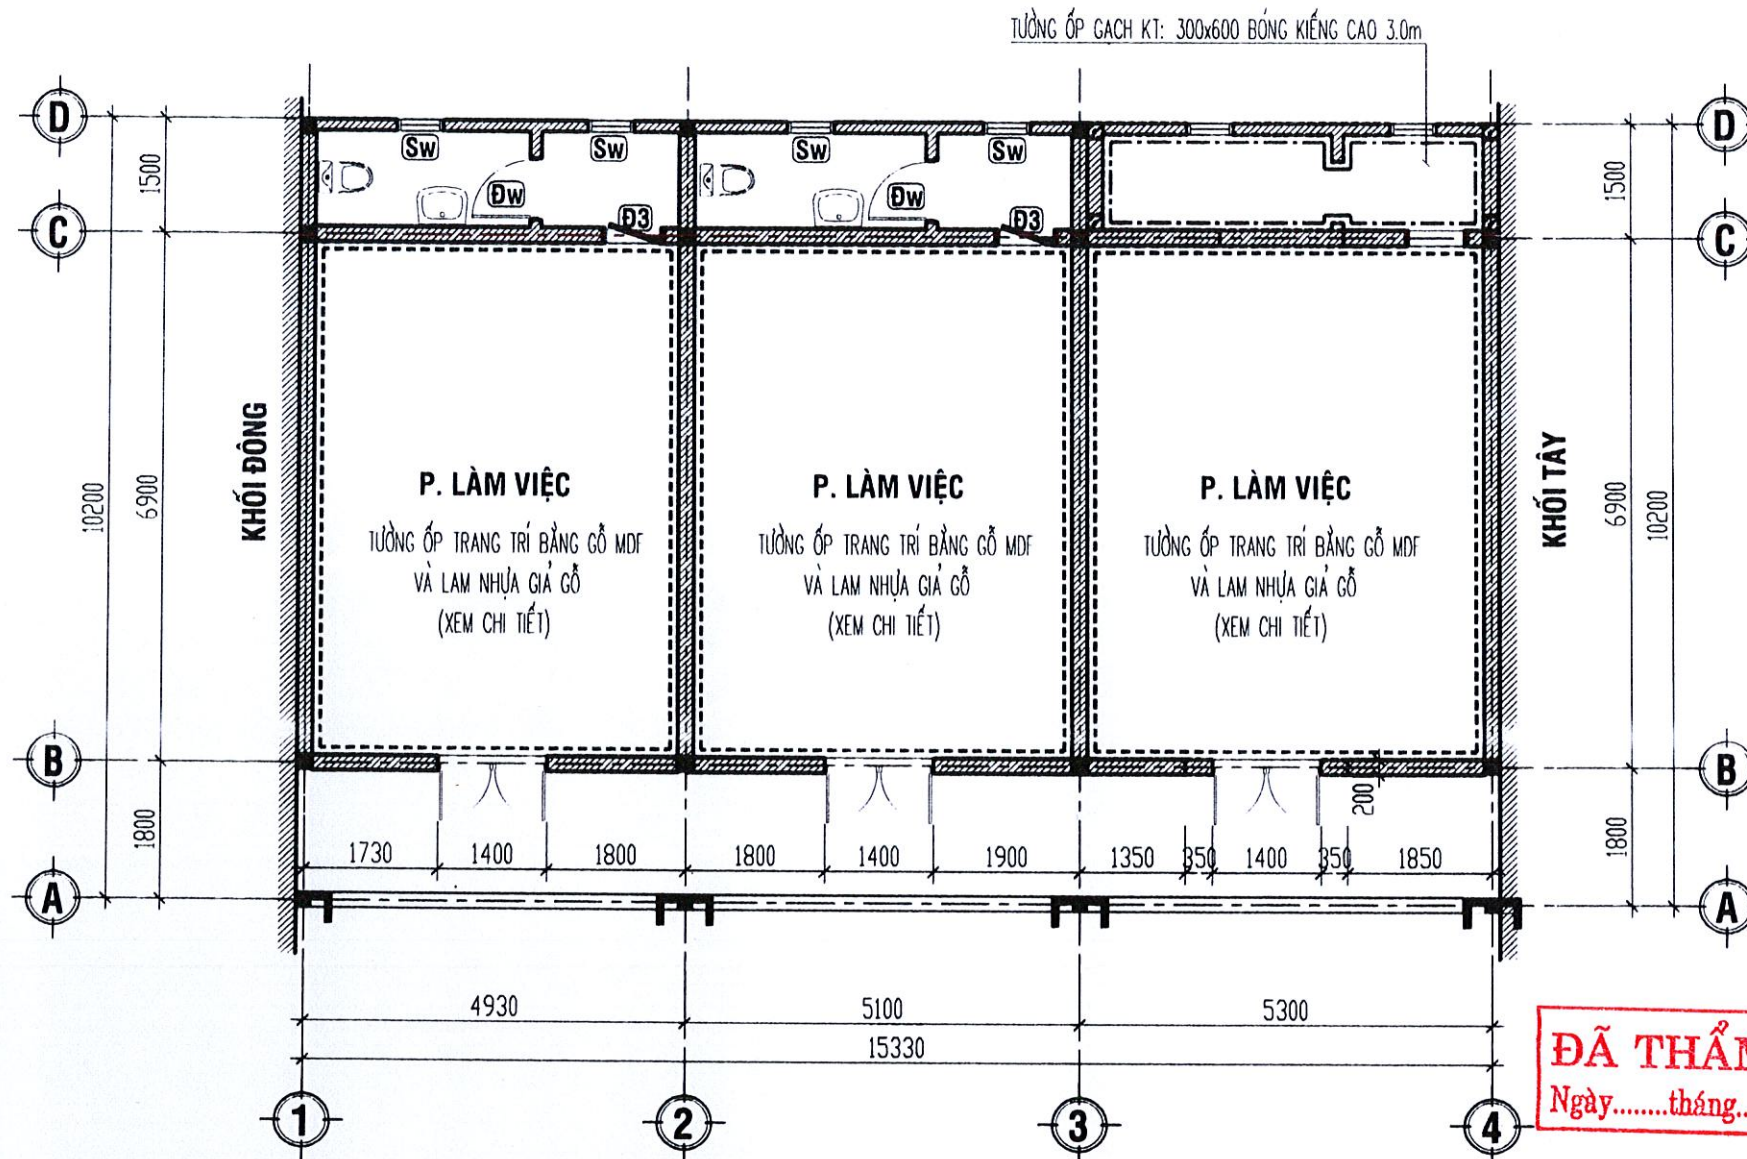 TƯỜNG ỐP GẠCH KT: 300x600 BÓNG KIẾNG CAO 3.0m
D
D
Sw
Sw
Sw
Sw
1500
1500
Đw
Đw
Đ3
Đ3
C
C
KHỐI ĐÔNG
KHỐI TÂY
10200
6900
6900
10200
P. LÀM VIỆC
TƯỜNG ỐP TRANG TRÍ BẰNG GỖ MDF
VÀ LAM NHỰA GIẢ GỖ
(XEM CHI TIẾT)
P. LÀM VIỆC
TƯỜNG ỐP TRANG TRÍ BẰNG GỖ MDF
VÀ LAM NHỰA GIẢ GỖ
(XEM CHI TIẾT)
P. LÀM VIỆC
TƯỜNG ỐP TRANG TRÍ BẰNG GỖ MDF
VÀ LAM NHỰA GIẢ GỖ
(XEM CHI TIẾT)
B
B
200
1800
1800
1730 1400 1800 1800 1400 1900 1350 350 1400 350 1850
A
A
4930 5100 5300
15330
1 2 3 4
ĐÃ THẨM
Ngày........tháng..